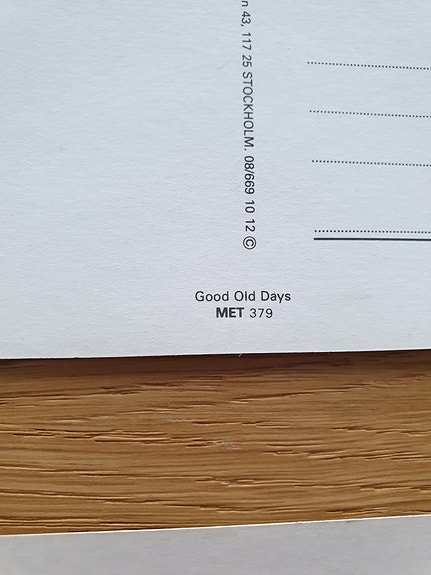 43, 117 25 STOCKHOLM. 08/669 10 12 ©
Good Old Days
MET 379